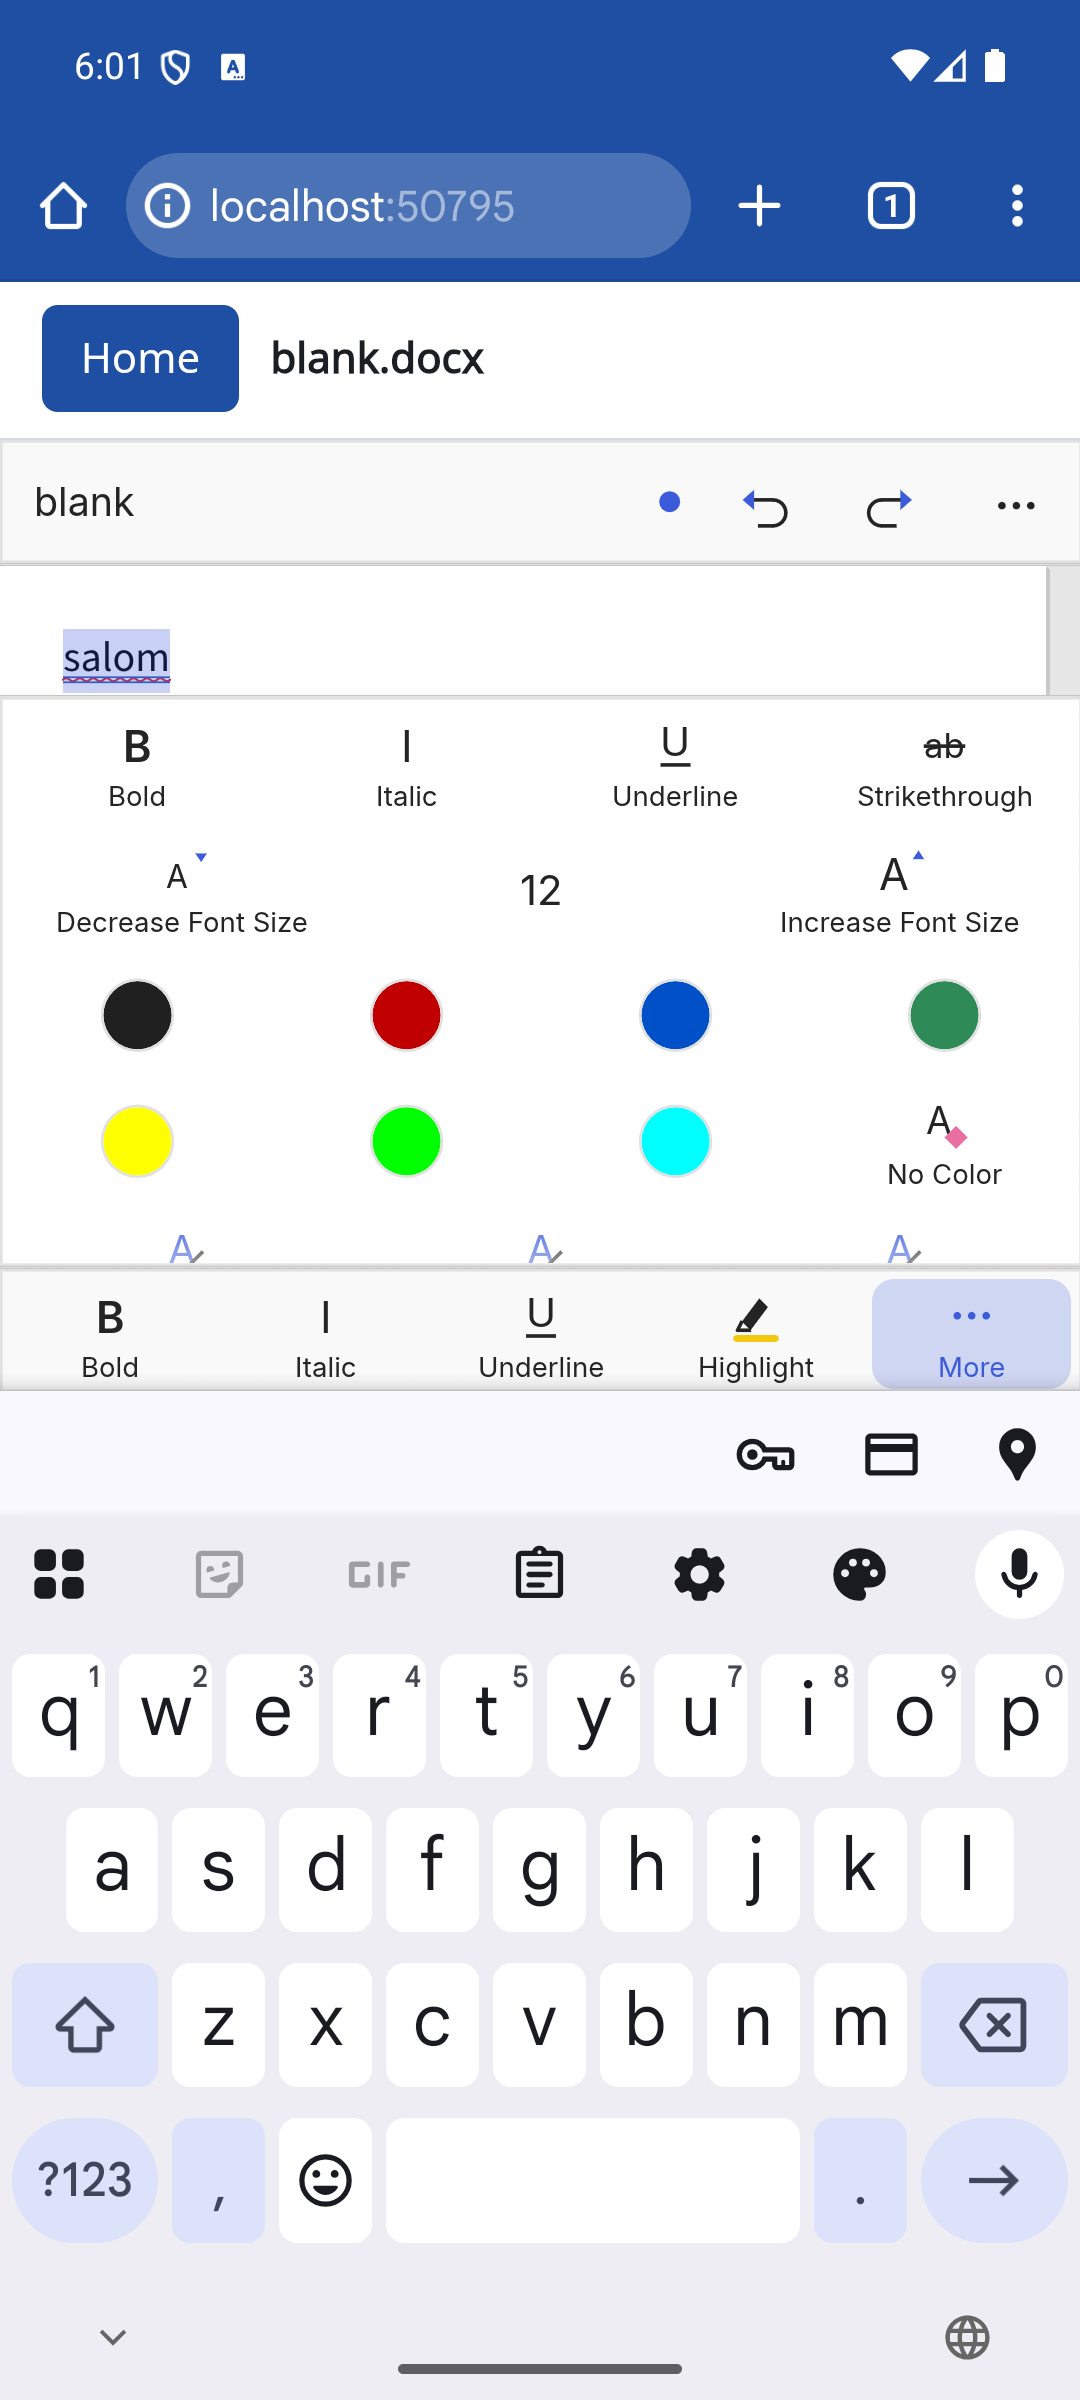 6:01
localhost:50795
1
Home
blank.docx
blank
salom
B I U ab
Bold Italic Underline Strikethrough
A 12 A
Decrease Font Size Increase Font Size
A
No Color
A A A
B I U
Bold Italic Underline Highlight More
GIF
1 2 3 4 5 6 7 8 9 0
q w e r t y u i o p
a s d f g h j k l
z x c v b n m
?123 , .